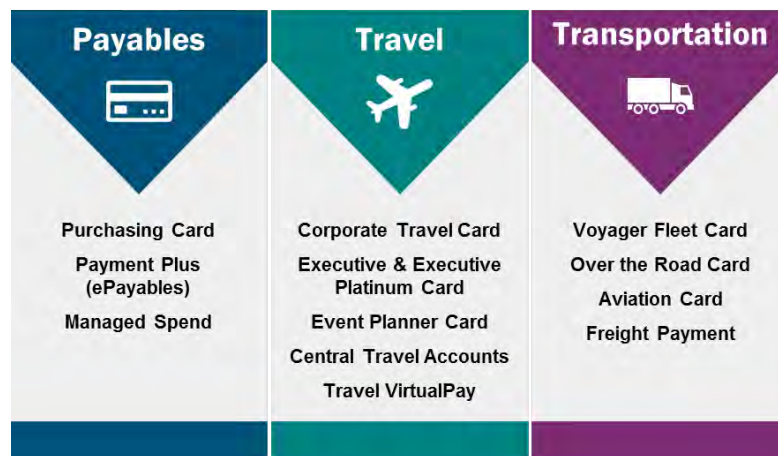 Payables
Purchasing Card
Payment Plus
(ePayables)
Managed Spend
Travel
Corporate Travel Card
Executive & Executive
Platinum Card
Event Planner Card
Central Travel Accounts
Travel VirtualPay
Transportation
Voyager Fleet Card
Over the Road Card
Aviation Card
Freight Payment